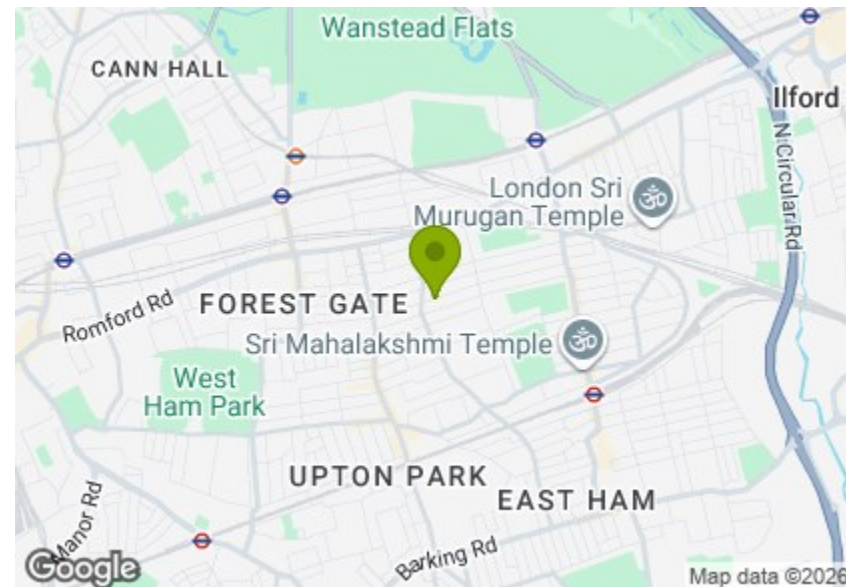 Wanstead Flats
CANN HALL
Ilford
N Circular Rd
London Sri
Murugan Temple
Romford Rd
FOREST GATE
Sri Mahalakshmi Temple
West
Ham Park
UPTON PARK
EAST HAM
Manor Rd
Barking Rd
Google
Map data ©2026